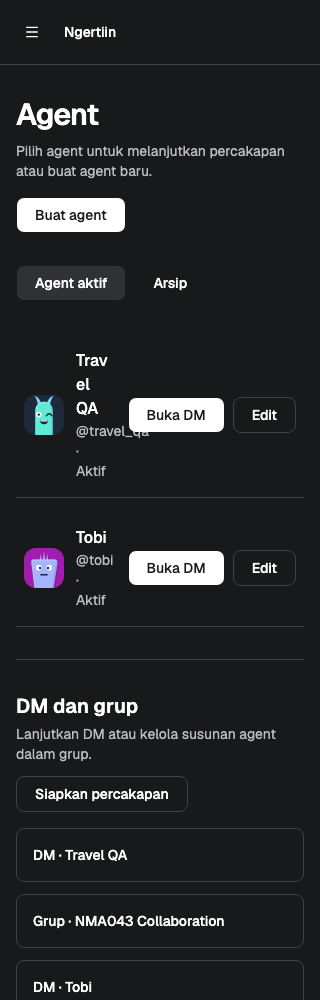 Ngertiin
Agent
Pilih agent untuk melanjutkan percakapan
atau buat agent baru.
Buat agent
Agent aktif
Arsip
Trav
el
QA
@travel_qa
·
Aktif
Buka DM
Edit
Tobi
@tobi
·
Aktif
Buka DM
Edit
DM dan grup
Lanjutkan DM atau kelola susunan agent
dalam grup.
Siapkan percakapan
DM · Travel QA
Grup · NMA043 Collaboration
DM · Tobi